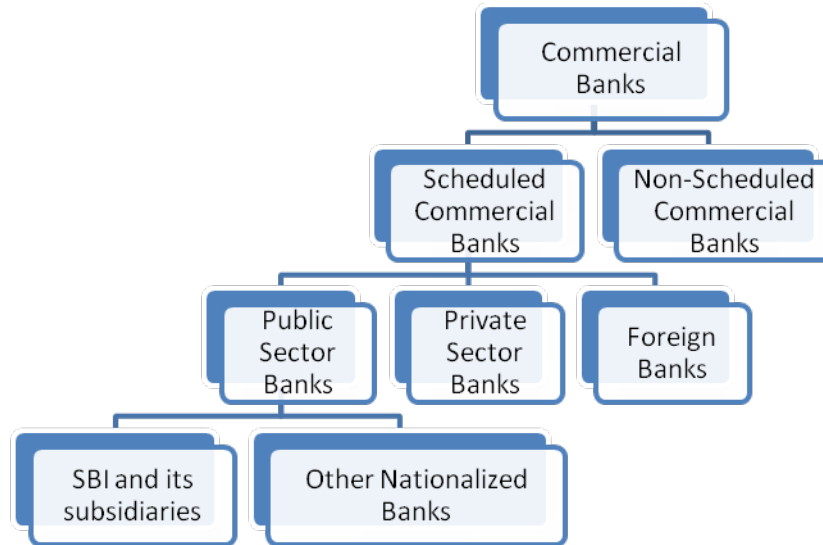 Commercial
Banks
Scheduled
Commercial
Banks
Non-Scheduled
Commercial
Banks
Public
Sector
Banks
Private
Sector
Banks
Foreign
Banks
SBI and its
subsidiaries
Other Nationalized
Banks